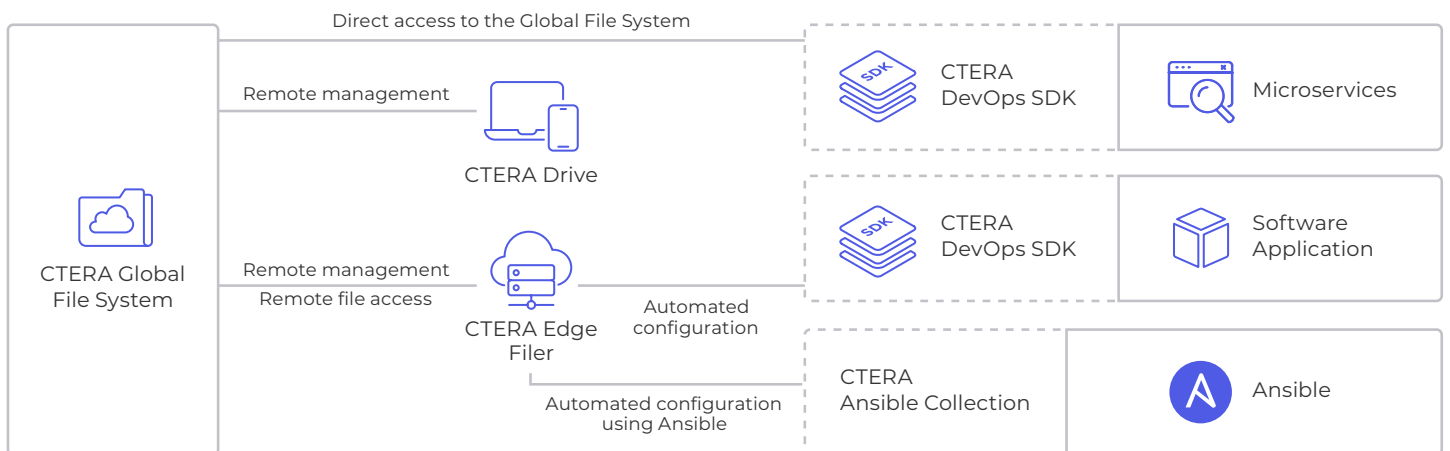 Direct access to the Global File System
Remote management
CTERA Drive
CTERA Global
File System
Remote management
Remote file access
CTERA Edge
Filer
Automated
configuration
Automated configuration
using Ansible
SDK
CTERA
DevOps SDK
Microservices
SDK
CTERA
DevOps SDK
Software
Application
CTERA
Ansible Collection
Ansible